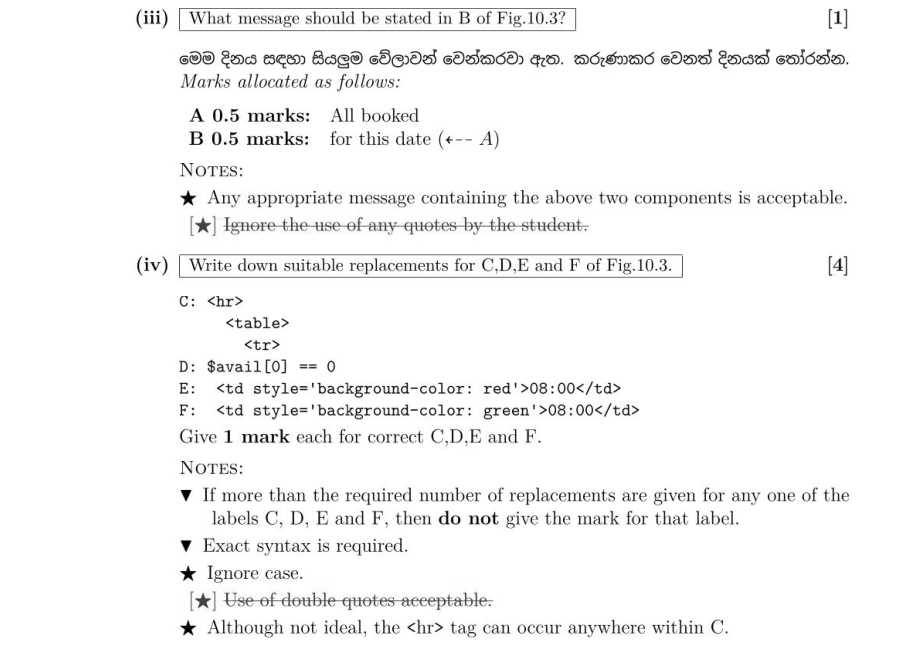 (iii) What message should be stated in B of Fig.10.3? [1]
මෙම දිනය සඳහා සියලුම වේලාවන් වෙන්කරවා ඇත. කරුණාකර වෙනත් දිනයක් තෝරන්න.
Marks allocated as follows:
A 0.5 marks: All booked
B 0.5 marks: for this date (←-- A)
NOTES:
★ Any appropriate message containing the above two components is acceptable.
[★] Ignore the use of any quotes by the student.
(iv) Write down suitable replacements for C,D,E and F of Fig.10.3. [4]
C: <hr>
<table>
<tr>
D: $avail[0] == 0
E: <td style='background-color: red'>08:00</td>
F: <td style='background-color: green'>08:00</td>
Give 1 mark each for correct C,D,E and F.
NOTES:
▼ If more than the required number of replacements are given for any one of the
labels C, D, E and F, then do not give the mark for that label.
▼ Exact syntax is required.
★ Ignore case.
[★] Use of double quotes acceptable.
★ Although not ideal, the <hr> tag can occur anywhere within C.